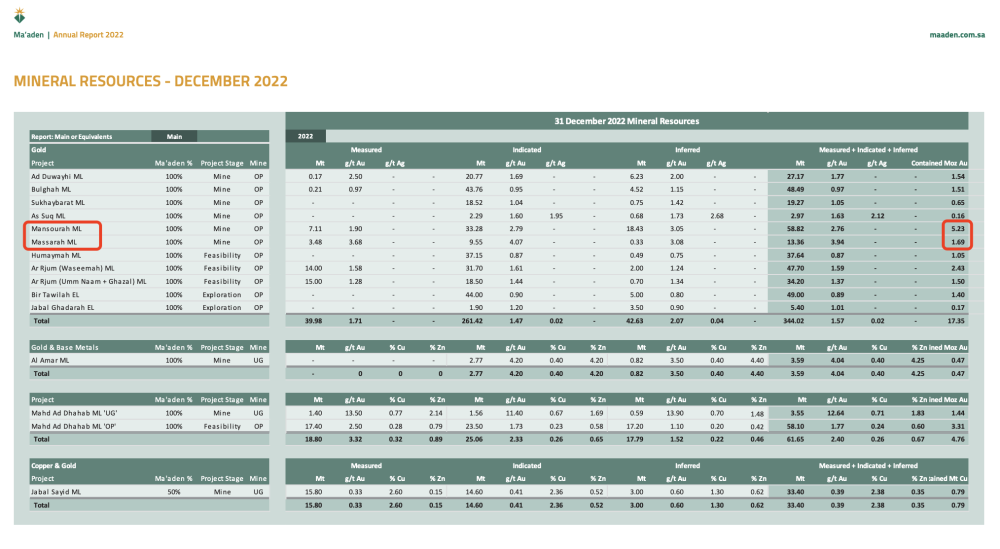 Ma'aden | Annual Report 2022 maaden.com.sa
MINERAL RESOURCES - DECEMBER 2022
31 December 2022 Mineral Resources
Report: Main or Equivalents Main 2022
Gold Measured Indicated Inferred Measured + Indicated + Inferred
Project Ma'aden % Project Stage Mine Mt g/t Au g/t Ag Mt g/t Au g/t Ag Mt g/t Au g/t Ag Mt g/t Au g/t Ag Contained Moz Au
Ad Duwayhi ML 100% Mine OP 0.17 2.50 - - 20.77 1.69 - - 6.23 2.00 - - 27.17 1.77 - - 1.54
Bulghah ML 100% Mine OP 0.21 0.97 - - 43.76 0.95 - - 4.52 1.15 - - 48.49 0.97 - - 1.51
Sukhaybarat ML 100% Mine OP - - - - 18.52 1.04 - - 0.75 1.42 - - 19.27 1.05 - - 0.65
As Suq ML 100% Mine OP - - - - 2.29 1.60 1.95 - 0.68 1.73 2.68 - 2.97 1.63 2.12 - 0.16
Mansourah ML 100% Mine OP 7.11 1.90 - - 33.28 2.79 - - 18.43 3.05 - - 58.82 2.76 - - 5.23
Massarah ML 100% Mine OP 3.48 3.68 - - 9.55 4.07 - - 0.33 3.08 - - 13.36 3.94 - - 1.69
Humaymah ML 100% Feasibility OP - - - - 37.15 0.87 - - 0.49 0.75 - - 37.64 0.87 - - 1.05
Ar Rjum (Waseemah) ML 100% Feasibility OP 14.00 1.58 - - 31.70 1.61 - - 2.00 1.24 - - 47.70 1.59 - - 2.43
Ar Rjum (Umm Naam + Ghazal) ML 100% Feasibility OP 15.00 1.28 - - 18.50 1.44 - - 0.70 1.34 - - 34.20 1.37 - - 1.50
Bir Tawilah EL 100% Exploration OP - - - - 44.00 0.90 - - 5.00 0.80 - - 49.00 0.89 - - 1.40
Jabal Ghadarah EL 100% Exploration OP - - - - 1.90 1.20 - - 3.50 0.90 - - 5.40 1.01 - - 0.17
Total 39.98 1.71 - - 261.42 1.47 0.02 - 42.63 2.07 0.04 - 344.02 1.57 0.02 - 17.35
Gold & Base Metals Ma'aden % Project Stage Mine Mt g/t Au % Cu % Zn Mt g/t Au % Cu % Zn Mt g/t Au % Cu % Zn Mt g/t Au % Cu % Zn ined Moz Au
Al Amar ML 100% Mine UG - - - - 2.77 4.20 0.40 4.20 0.82 3.50 0.40 4.40 3.59 4.04 0.40 4.25 0.47
Total - 0 0 0 2.77 4.20 0.40 4.20 0.82 3.50 0.40 4.40 3.59 4.04 0.40 4.25 0.47
Project Ma'aden % Project Stage Mine Mt g/t Au % Cu % Zn Mt g/t Au % Cu % Zn Mt g/t Au % Cu % Zn Mt g/t Au % Cu % Zn ined Moz Au
Mahd Ad Dhahab ML 'UG' 100% Mine UG 1.40 13.50 0.77 2.14 1.56 11.40 0.67 1.69 0.59 13.90 0.70 1.48 3.55 12.64 0.71 1.83 1.44
Mahd Ad Dhahab ML 'OP' 100% Feasibility OP 17.40 2.50 0.28 0.79 23.50 1.73 0.23 0.58 17.20 1.10 0.20 0.42 58.10 1.77 0.24 0.60 3.31
Total 18.80 3.32 0.32 0.89 25.06 2.33 0.26 0.65 17.79 1.52 0.22 0.46 61.65 2.40 0.26 0.67 4.76
Copper & Gold Measured Indicated Inferred Measured + Indicated + Inferred
Project Ma'aden % Project Stage Mine Mt g/t Au % Cu % Zn Mt g/t Au % Cu % Zn Mt g/t Au % Cu % Zn Mt g/t Au % Cu % Zn tained Mt Cu
Jabal Sayid ML 50% Mine UG 15.80 0.33 2.60 0.15 14.60 0.41 2.36 0.52 3.00 0.60 1.30 0.62 33.40 0.39 2.38 0.35 0.79
Total 15.80 0.33 2.60 0.15 14.60 0.41 2.36 0.52 3.00 0.60 1.30 0.62 33.40 0.39 2.38 0.35 0.79